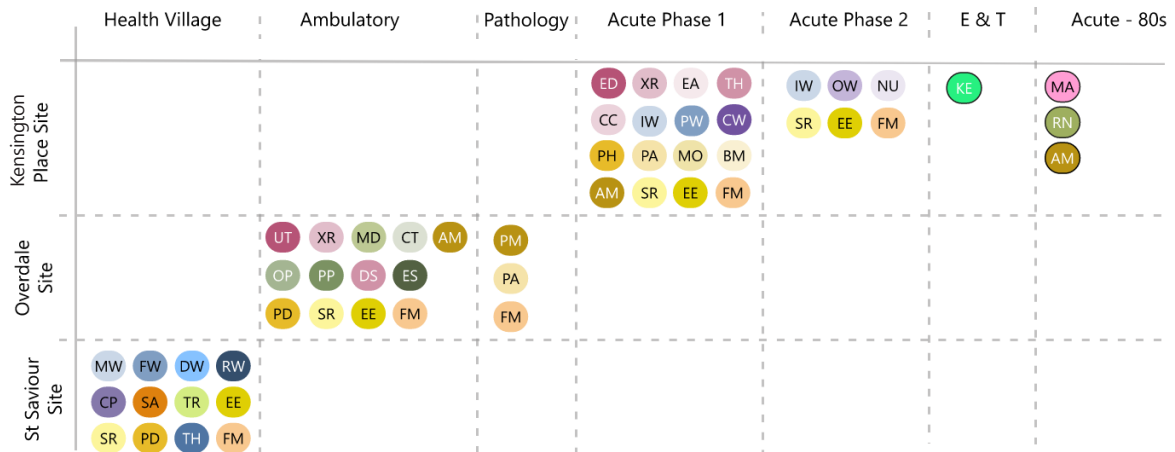 Health Village Ambulatory Pathology Acute Phase 1 Acute Phase 2 E & T Acute - 80s
Kensington
Place Site
ED XR EA TH IW OW NU KE MA
CC IW PW CW SR EE FM RN
PH PA MO BM AM
AM SR EE FM
Overdale
Site
UT XR MD CT AM PM
OP PP DS ES PA
PD SR EE FM FM
St Saviour
Site
MW FW DW RW
CP SA TR EE
SR PD TH FM